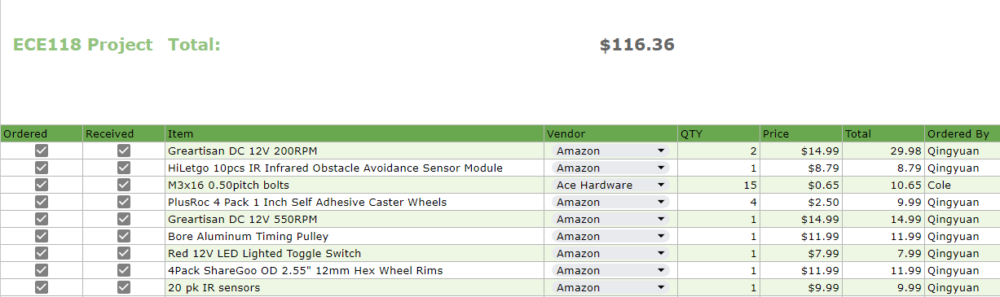 ECE118 Project Total: $116.36
Ordered Received Item Vendor QTY Price Total Ordered By
Greartisan DC 12V 200RPM Amazon 2 $14.99 29.98 Qingyuan
HiLetgo 10pcs IR Infrared Obstacle Avoidance Sensor Module Amazon 1 $8.79 8.79 Qingyuan
M3x16 0.50pitch bolts Ace Hardware 15 $0.65 10.65 Cole
PlusRoc 4 Pack 1 Inch Self Adhesive Caster Wheels Amazon 4 $2.50 9.99 Qingyuan
Greartisan DC 12V 550RPM Amazon 1 $14.99 14.99 Qingyuan
Bore Aluminum Timing Pulley Amazon 1 $11.99 11.99 Qingyuan
Red 12V LED Lighted Toggle Switch Amazon 1 $7.99 7.99 Qingyuan
4Pack ShareGoo OD 2.55" 12mm Hex Wheel Rims Amazon 1 $11.99 11.99 Qingyuan
20 pk IR sensors Amazon 1 $9.99 9.99 Qingyuan